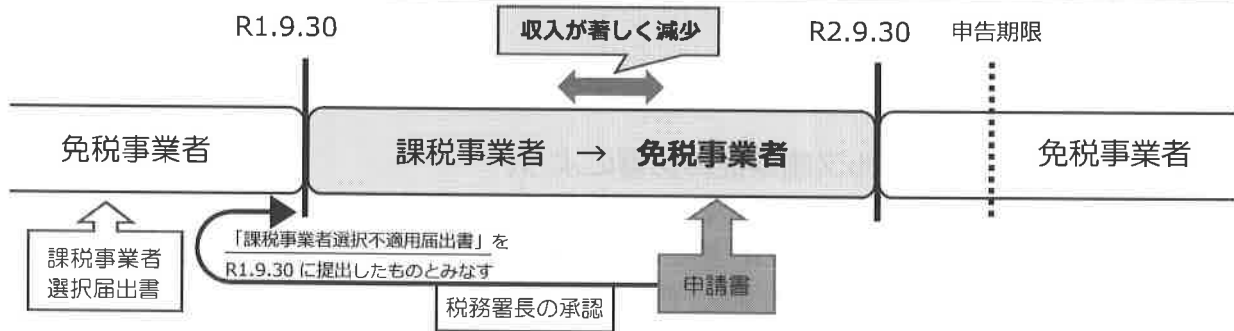 R1.9.30
収入が著しく減少
R2.9.30
申告期限
免税事業者
課税事業者 → 免税事業者
免税事業者
課税事業者
選択届出書
「課税事業者選択不適用届出書」を
R1.9.30 に提出したものとみなす
税務署長の承認
申請書